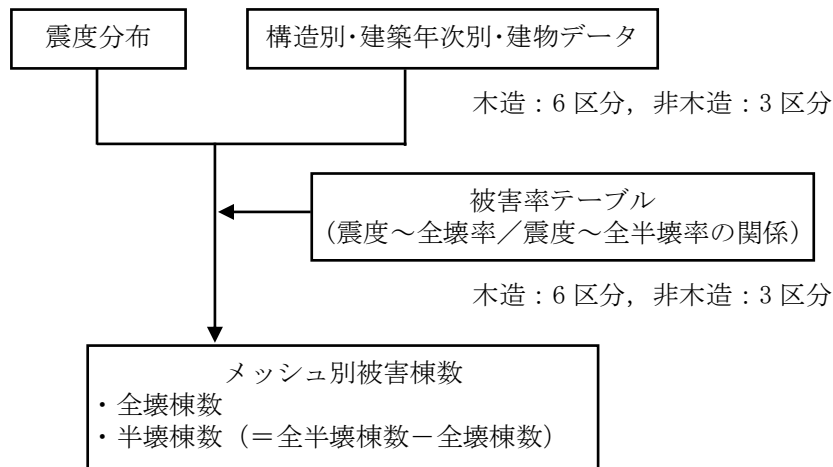 震度分布
構造別･建築年次別･建物データ
木造：6 区分，非木造：3 区分
被害率テーブル
（震度～全壊率／震度～全半壊率の関係）
木造：6 区分，非木造：3 区分
メッシュ別被害棟数
・全壊棟数
・半壊棟数（＝全半壊棟数－全壊棟数）